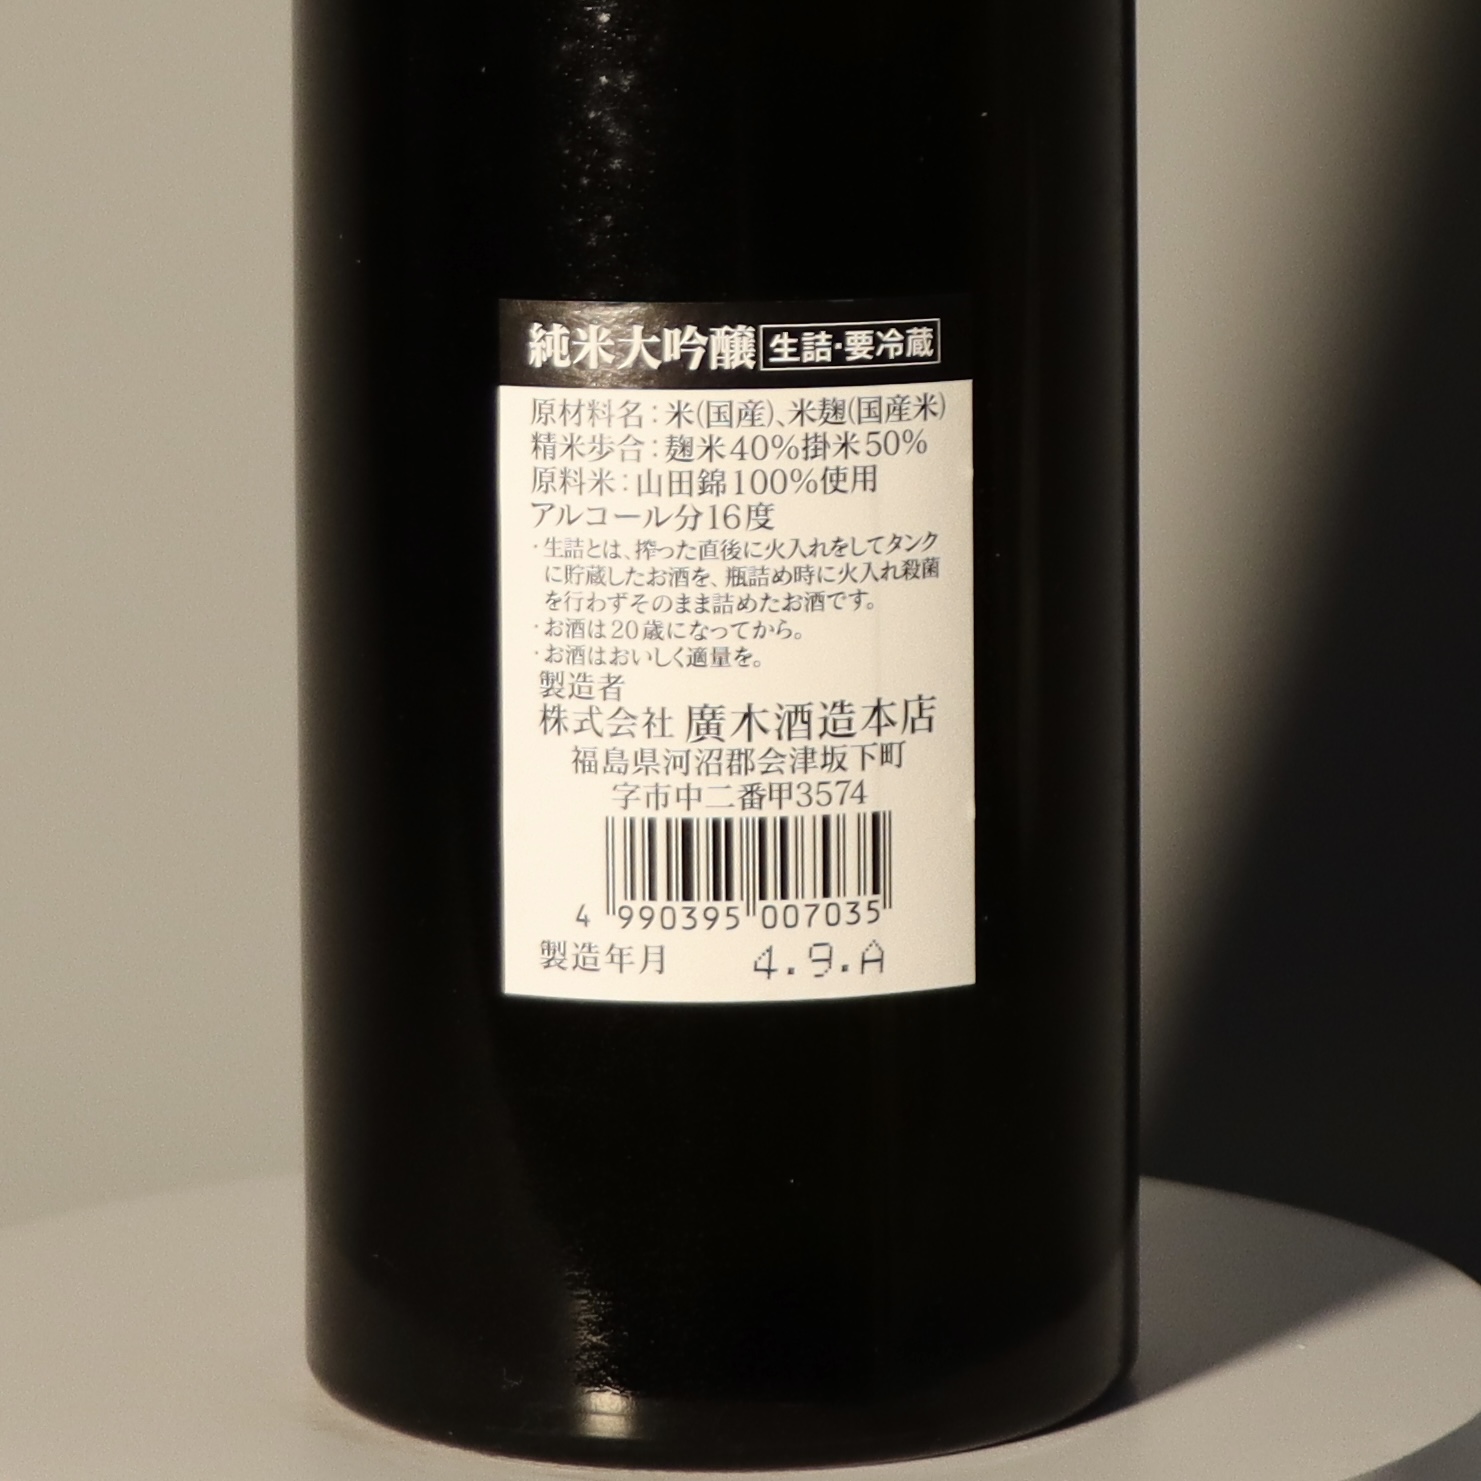 純米大吟醸 生詰・要冷蔵
原材料名：米(国産)、米麹(国産米)
精米歩合：麹米40%掛米50%
原料米：山田錦100%使用
アルコール分16度
・生詰とは、搾った直後に火入れをしてタンク
に貯蔵したお酒を、瓶詰め時に火入れ殺菌
を行わずそのまま詰めたお酒です。
・お酒は20歳になってから。
・お酒はおいしく適量を。
製造者
株式会社 廣木酒造本店
福島県河沼郡会津坂下町
字市中二番甲3574
4 990395 007035
製造年月 4.9.A